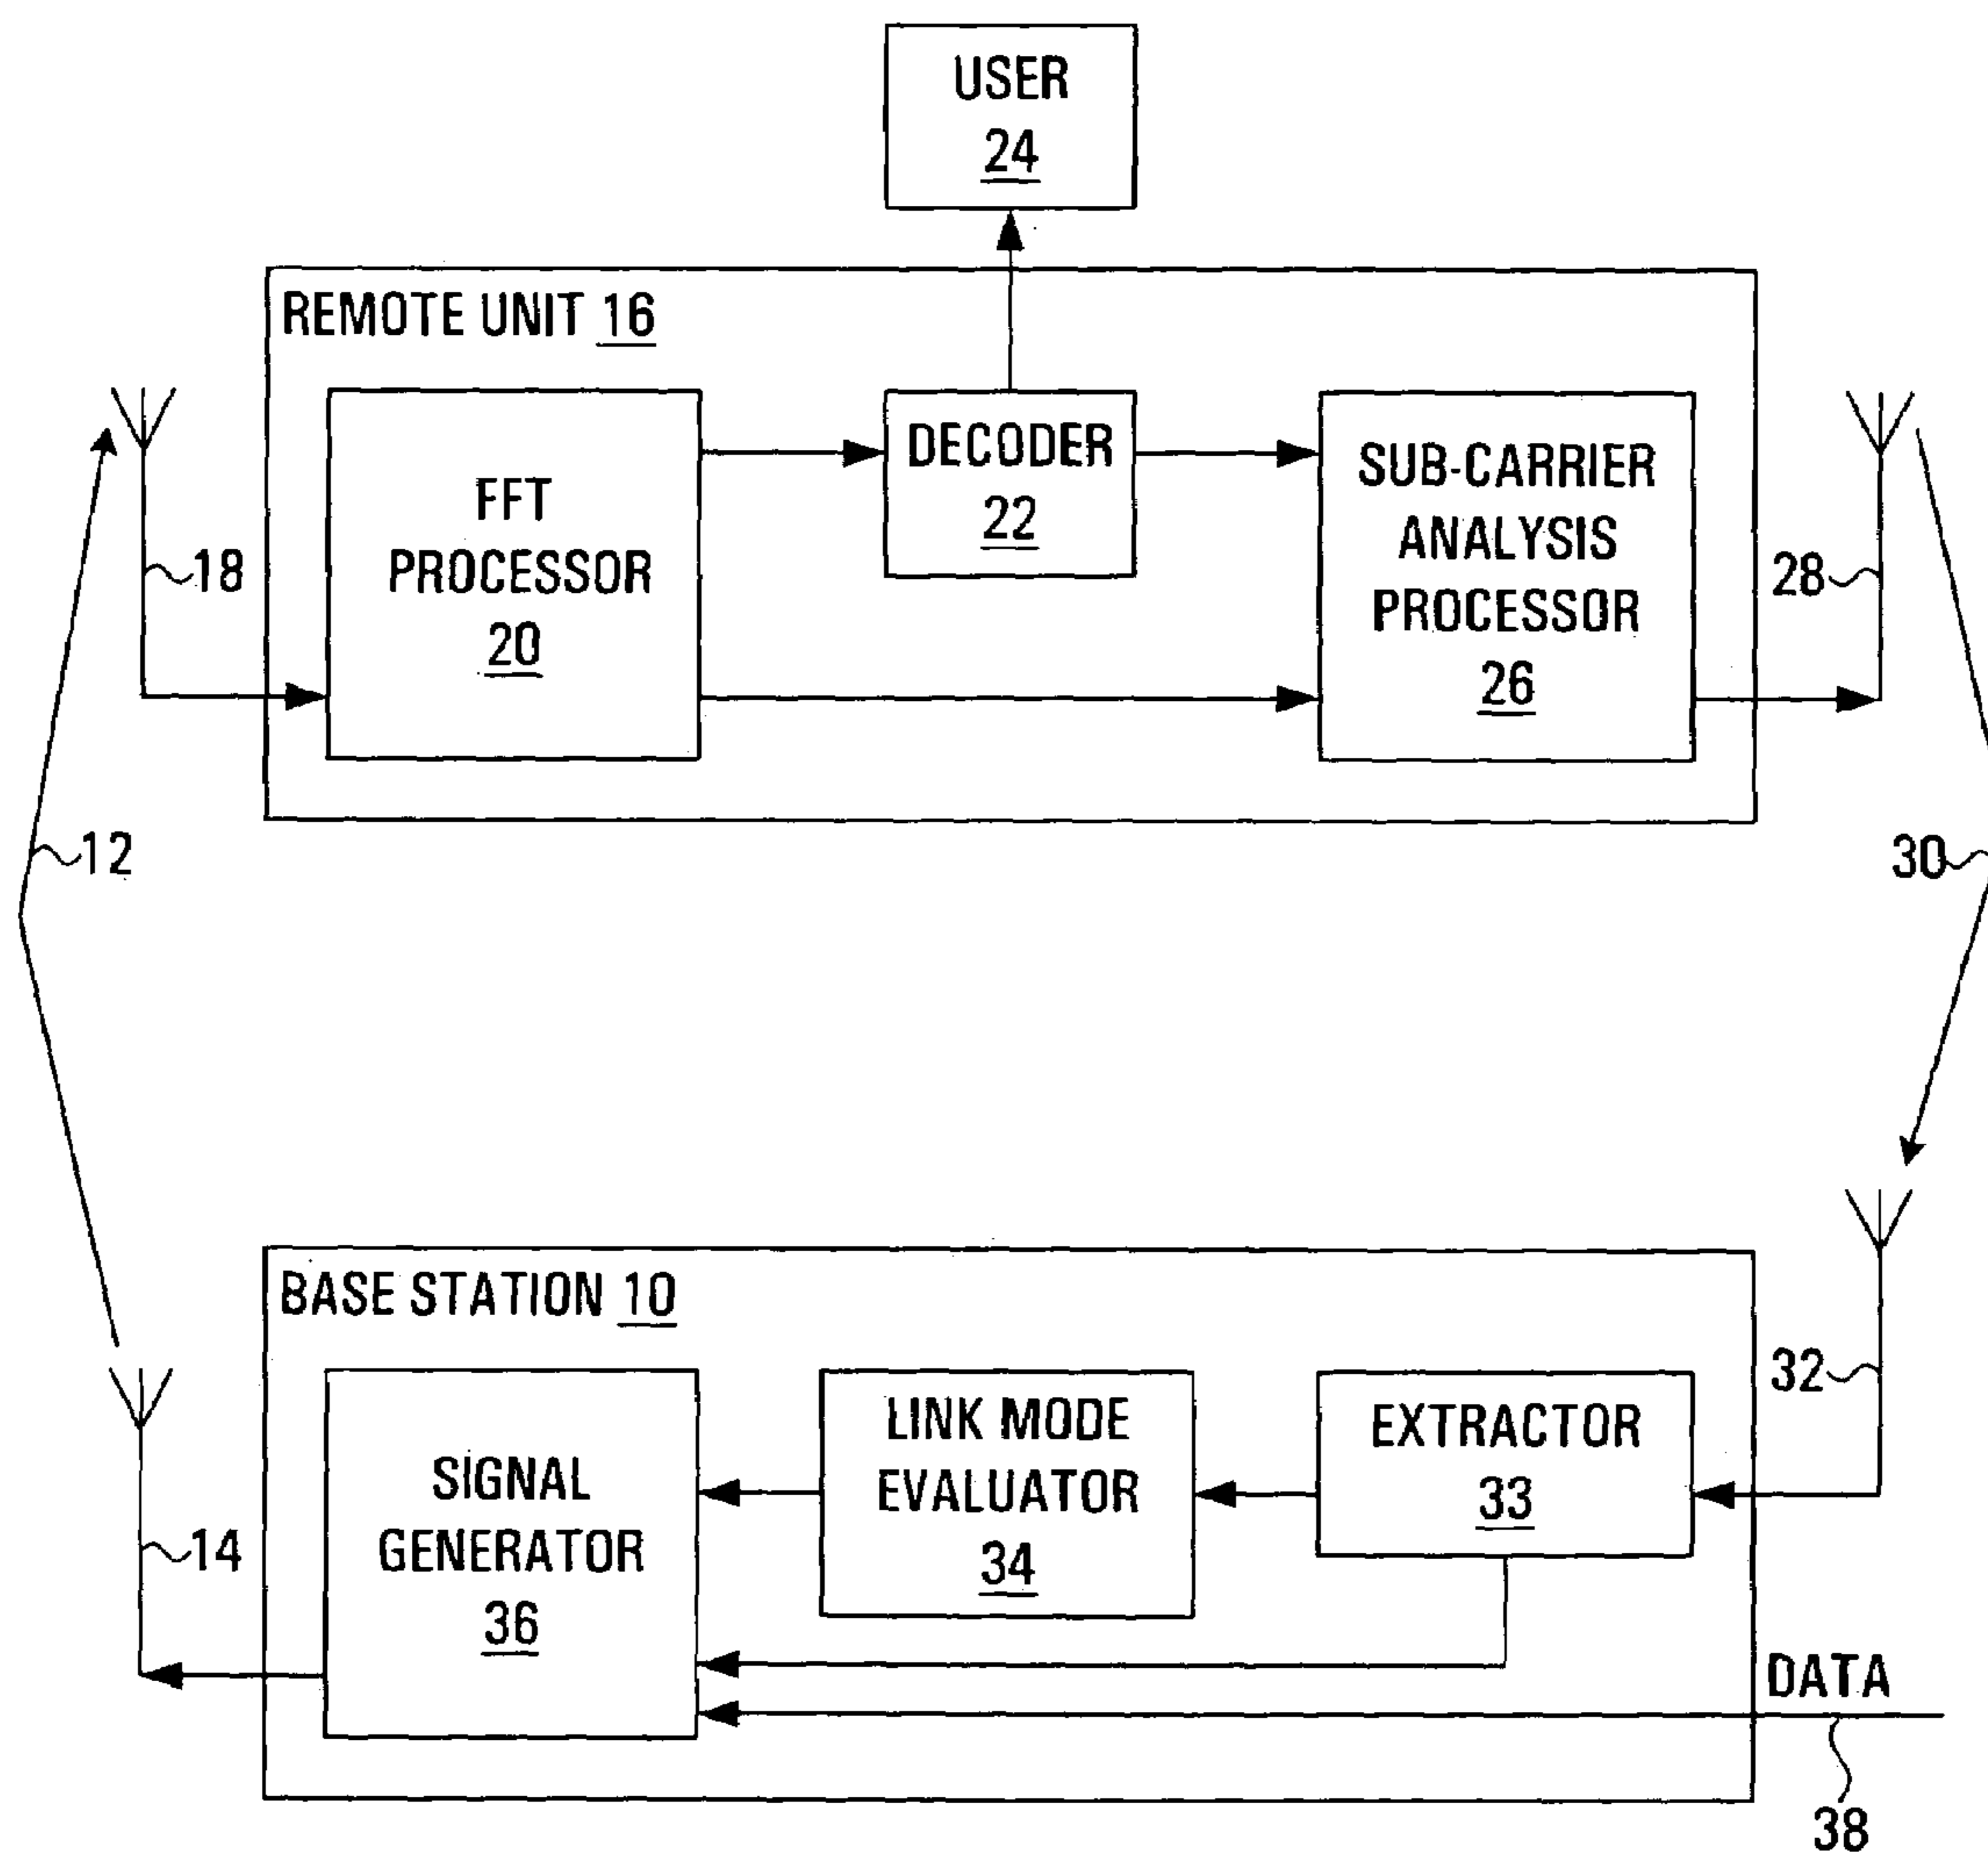 USER
24
REMOTE UNIT 16
FFT
PROCESSOR
20
DECODER
22
SUB-CARRIER
ANALYSIS
PROCESSOR
26
18
28
12
30
BASE STATION 10
SIGNAL
GENERATOR
36
LINK MODE
EVALUATOR
34
EXTRACTOR
33
32
14
DATA
38